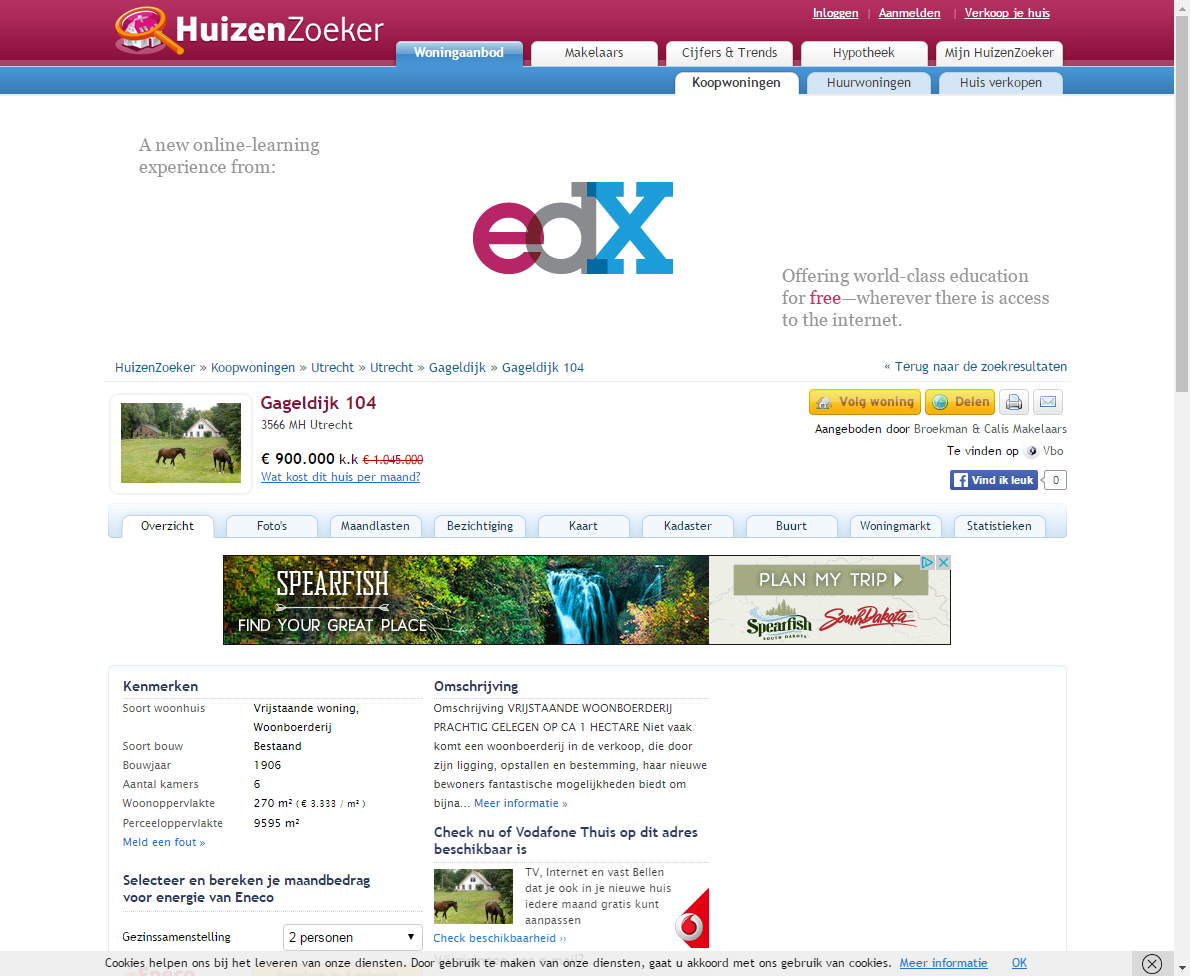 Inloggen | Aanmelden | Verkoop je huis
HuizenZoeker
Woningaanbod Makelaars Cijfers & Trends Hypotheek Mijn HuizenZoeker
Koopwoningen Huurwoningen Huis verkopen
A new online-learning
experience from:
edX
Offering world-class education
for free—wherever there is access
to the internet.
HuizenZoeker » Koopwoningen » Utrecht » Utrecht » Gageldijk » Gageldijk 104
« Terug naar de zoekresultaten
Gageldijk 104
3566 MH Utrecht
€ 900.000 k.k € 1.045.000
Wat kost dit huis per maand?
Volg woning Delen
Aangeboden door Broekman & Calis Makelaars
Te vinden op Vbo
Vind ik leuk 0
Overzicht Foto's Maandlasten Bezichtiging Kaart Kadaster Buurt Woningmarkt Statistieken
SPEARFISH
FIND YOUR GREAT PLACE
PLAN MY TRIP
Spearfish
SOUTH DAKOTA
South Dakota
Kenmerken
Soort woonhuis Vrijstaande woning,
Woonboerderij
Soort bouw Bestaand
Bouwjaar 1906
Aantal kamers 6
Woonoppervlakte 270 m² ( € 3.333 / m² )
Perceeloppervlakte 9595 m²
Meld een fout »
Selecteer en bereken je maandbedrag
voor energie van Eneco
Gezinssamenstelling 2 personen
Omschrijving
Omschrijving VRIJSTAANDE WOONBOERDERIJ
PRACHTIG GELEGEN OP CA 1 HECTARE Niet vaak
komt een woonboerderij in de verkoop, die door
zijn ligging, opstallen en bestemming, haar nieuwe
bewoners fantastische mogelijkheden biedt om
bijna... Meer informatie »
Check nu of Vodafone Thuis op dit adres
beschikbaar is
TV, Internet en vast Bellen
dat je ook in je nieuwe huis
iedere maand gratis kunt
aanpassen
Check beschikbaarheid ››
Cookies helpen ons bij het leveren van onze diensten. Door gebruik te maken van onze diensten, gaat u akkoord met ons gebruik van cookies. Meer informatie OK